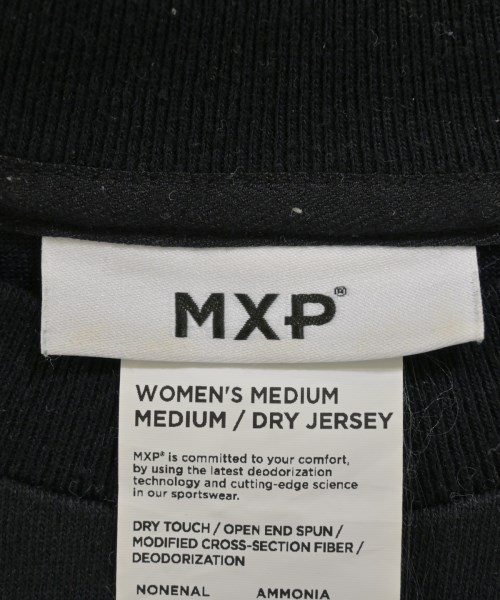 MXP®
WOMEN'S MEDIUM
MEDIUM / DRY JERSEY
MXP® is committed to your comfort,
by using the latest deodorization
technology and cutting-edge science
in our sportswear.
DRY TOUCH / OPEN END SPUN /
MODIFIED CROSS-SECTION FIBER /
DEODORIZATION
NONENAL AMMONIA